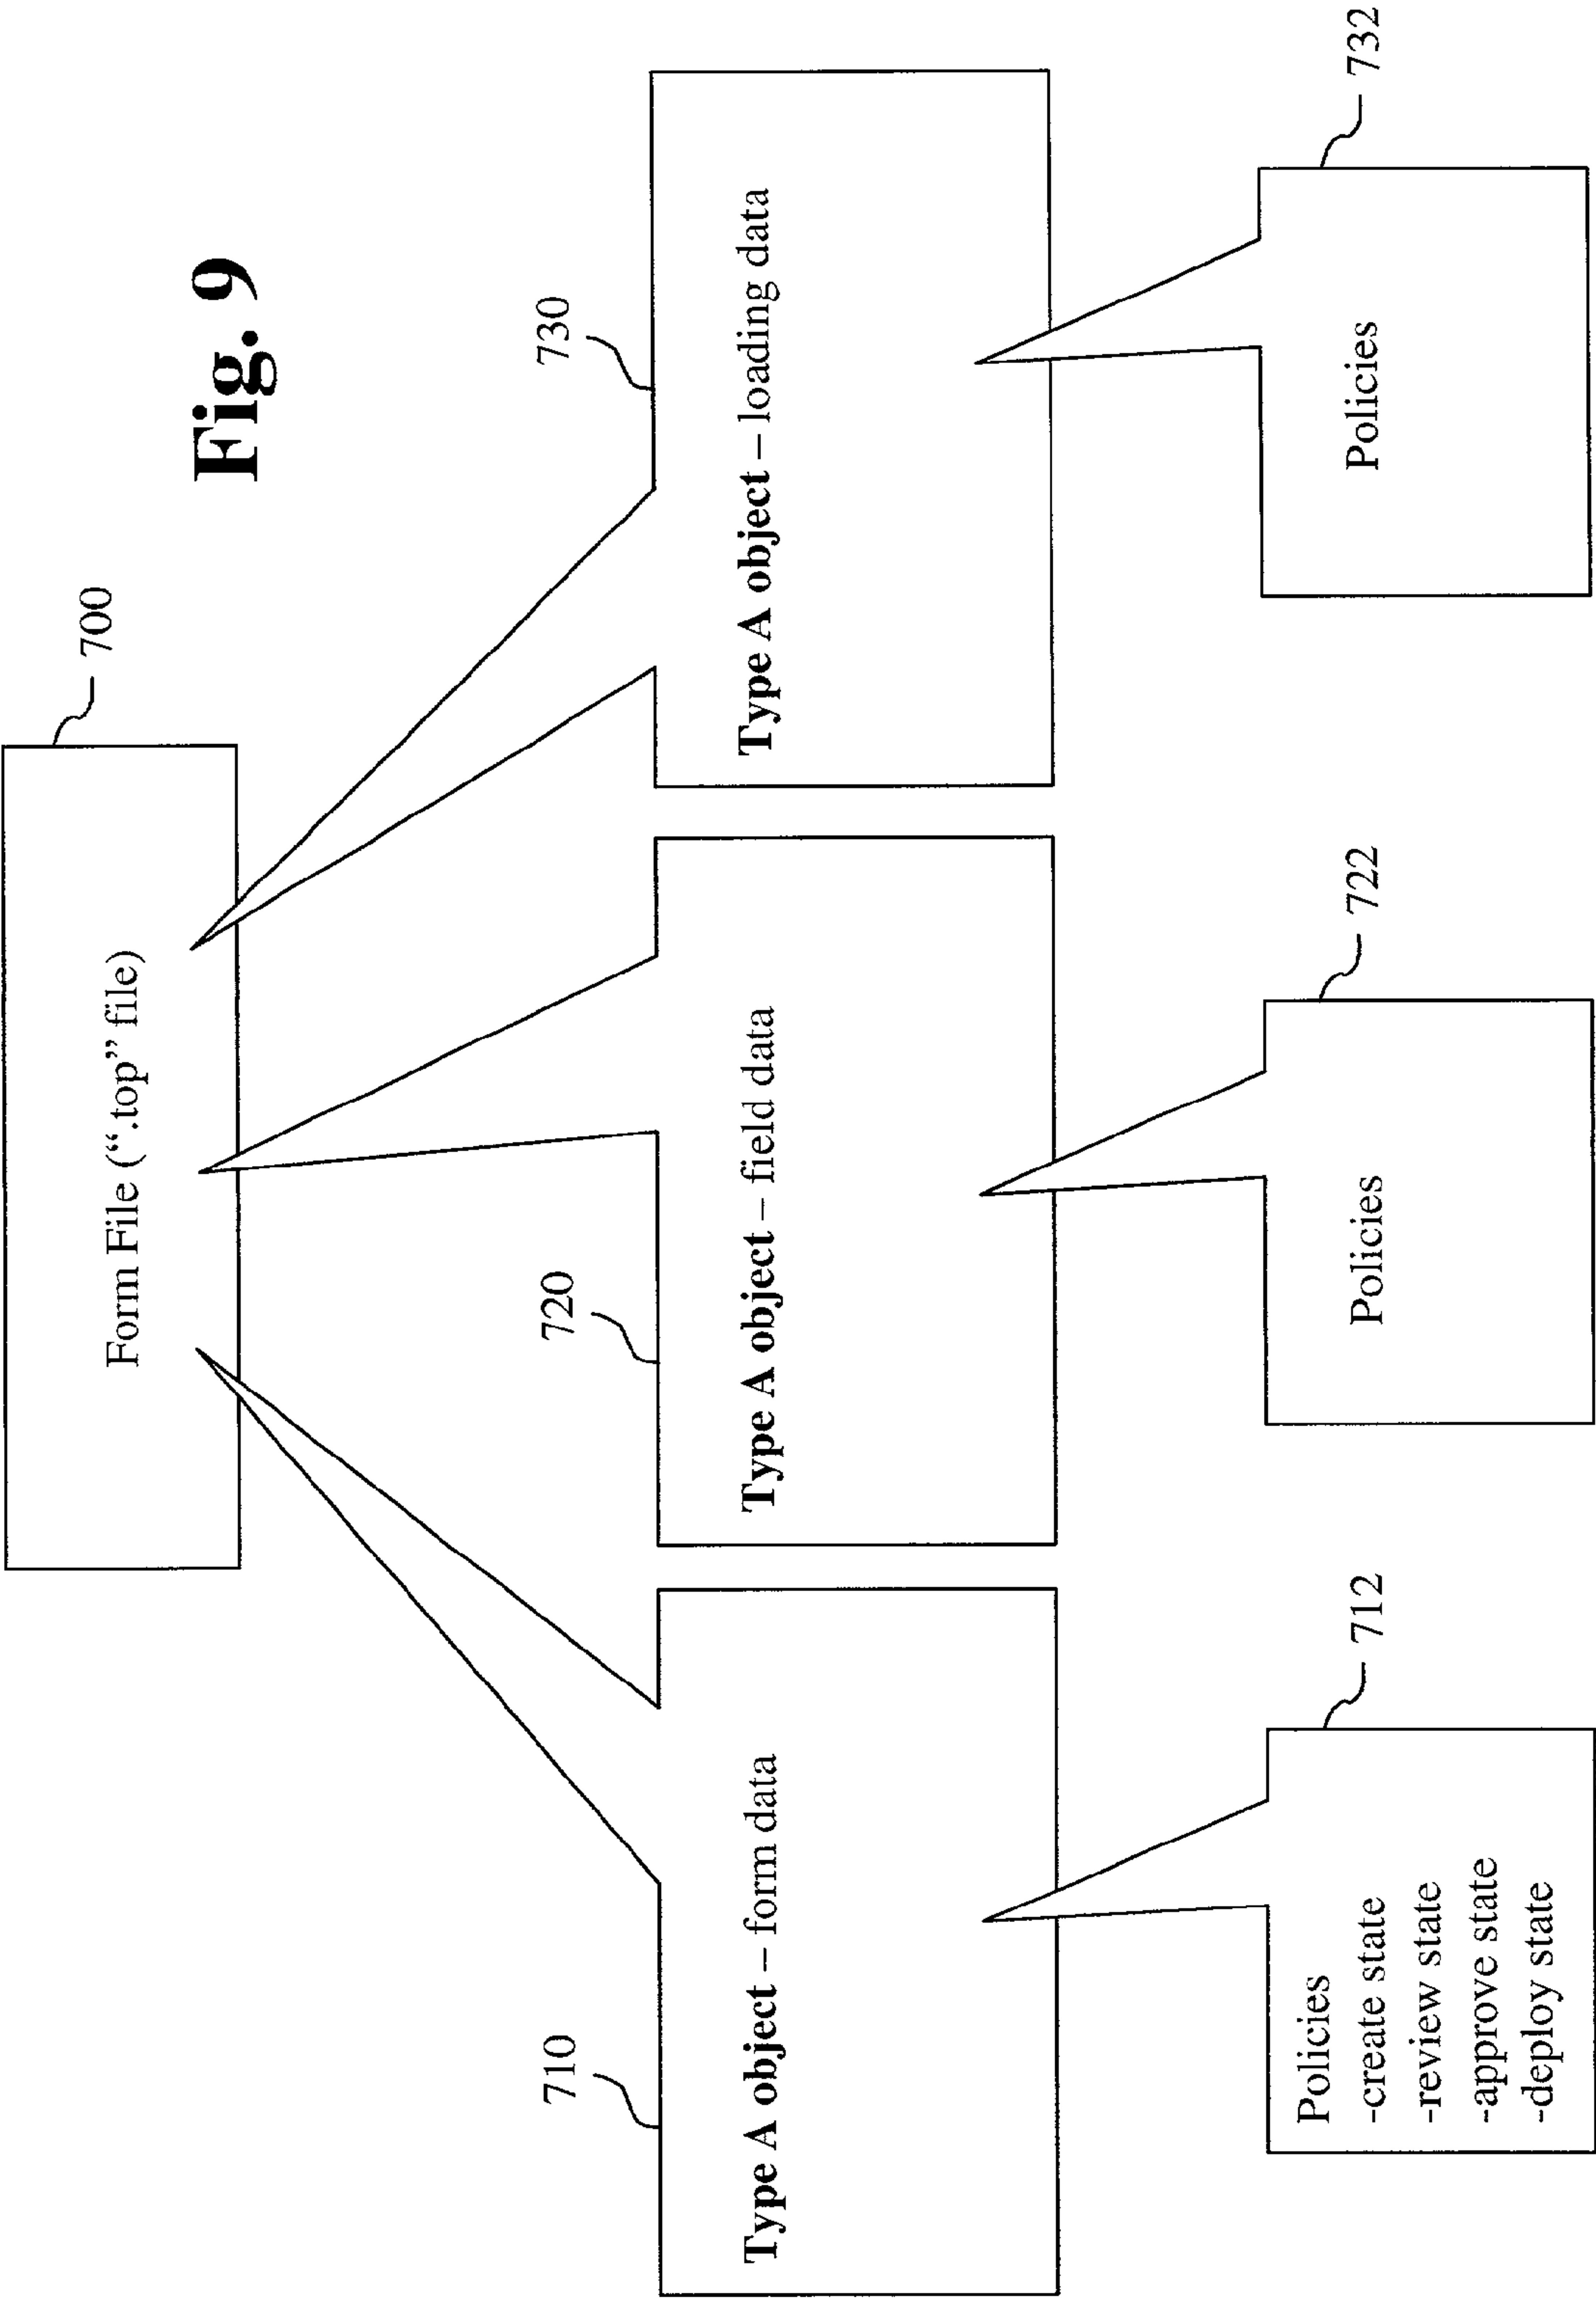 700
Form File (“.top” file)
Fig. 9
710
720
730
Type A object – form data
Type A object – field data
Type A object – loading data
712
722
732
Policies
-create state
-review state
-approve state
-deploy state
Policies
Policies